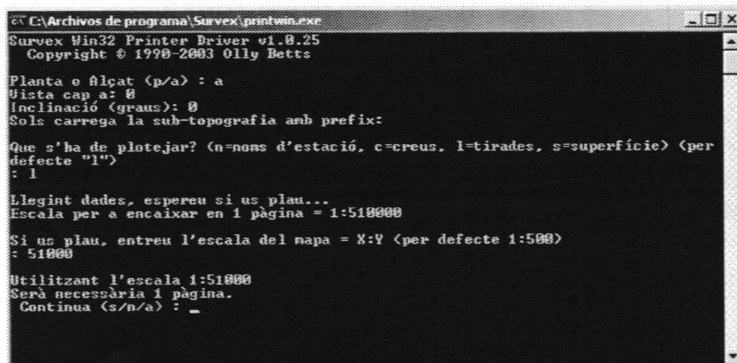 C:\Archivos de programa\Survex\printwin.exe
Survex Win32 Printer Driver v1.0.25
Copyright © 1990-2003 Olly Betts
Planta o Alçat (p/a) : a
Vista cap a: 0
Inclinació (graus): 0
Sols carrega la sub-topografia amb prefix:
Que s'ha de plotejar? (n=noms d'estació, c=creus, l=tirades, s=superfície) (per
defecte "l")
: l
Llegint dades, espereu si us plau...
Escala per a encaixar en 1 pàgina = 1:510000
Si us plau, entreu l'escala del mapa = X:Y (per defecte 1:500)
: 51000
Utilitzant l'escala 1:51000
Serà necessària 1 pàgina.
Continua (s/n/a) : _